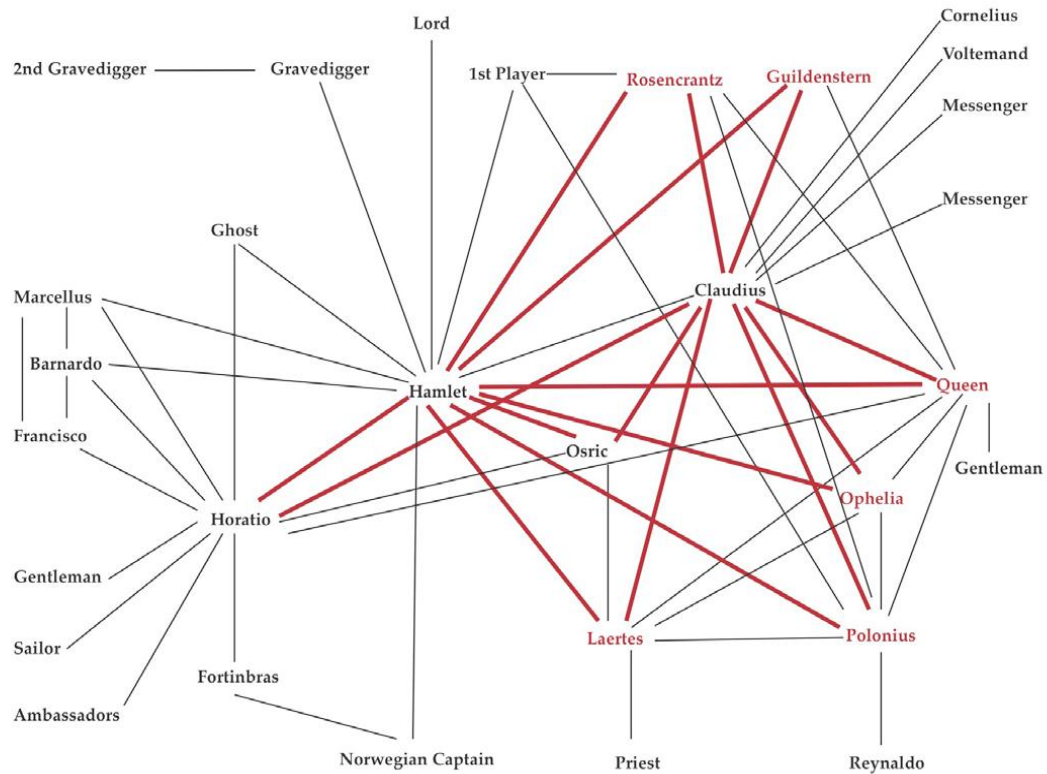 Cornelius
Lord
Voltemand
2nd Gravedigger
Gravedigger
1st Player
Rosencrantz
Guildenstern
Messenger
Messenger
Ghost
Claudius
Marcellus
Barnardo
Hamlet
Queen
Francisco
Osric
Gentleman
Ophelia
Horatio
Gentleman
Laertes
Polonius
Sailor
Fortinbras
Ambassadors
Norwegian Captain
Priest
Reynaldo